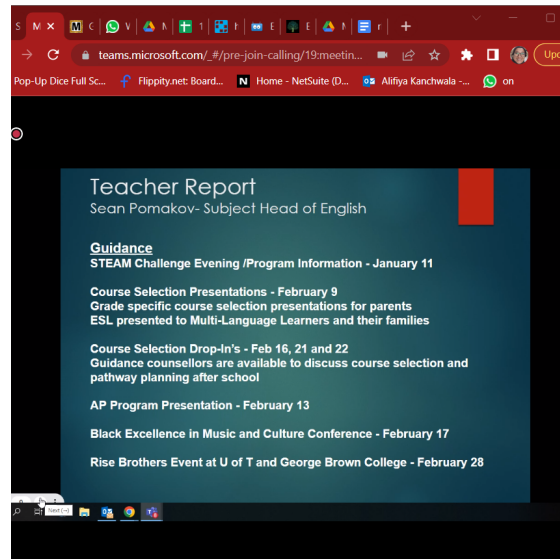 S M M C V N 1 E E N r
teams.microsoft.com/_#/pre-join-calling/19:meetin...
Pop-Up Dice Full Sc... Flippity.net: Board... N Home - NetSuite (D... Alifiya Kanchwala -... on
Teacher Report
Sean Pomakov- Subject Head of English
Guidance
STEAM Challenge Evening /Program Information - January 11
Course Selection Presentations - February 9
Grade specific course selection presentations for parents
ESL presented to Multi-Language Learners and their families
Course Selection Drop-In's - Feb 16, 21 and 22
Guidance counsellors are available to discuss course selection and
pathway planning after school
AP Program Presentation - February 13
Black Excellence in Music and Culture Conference - February 17
Rise Brothers Event at U of T and George Brown College - February 28